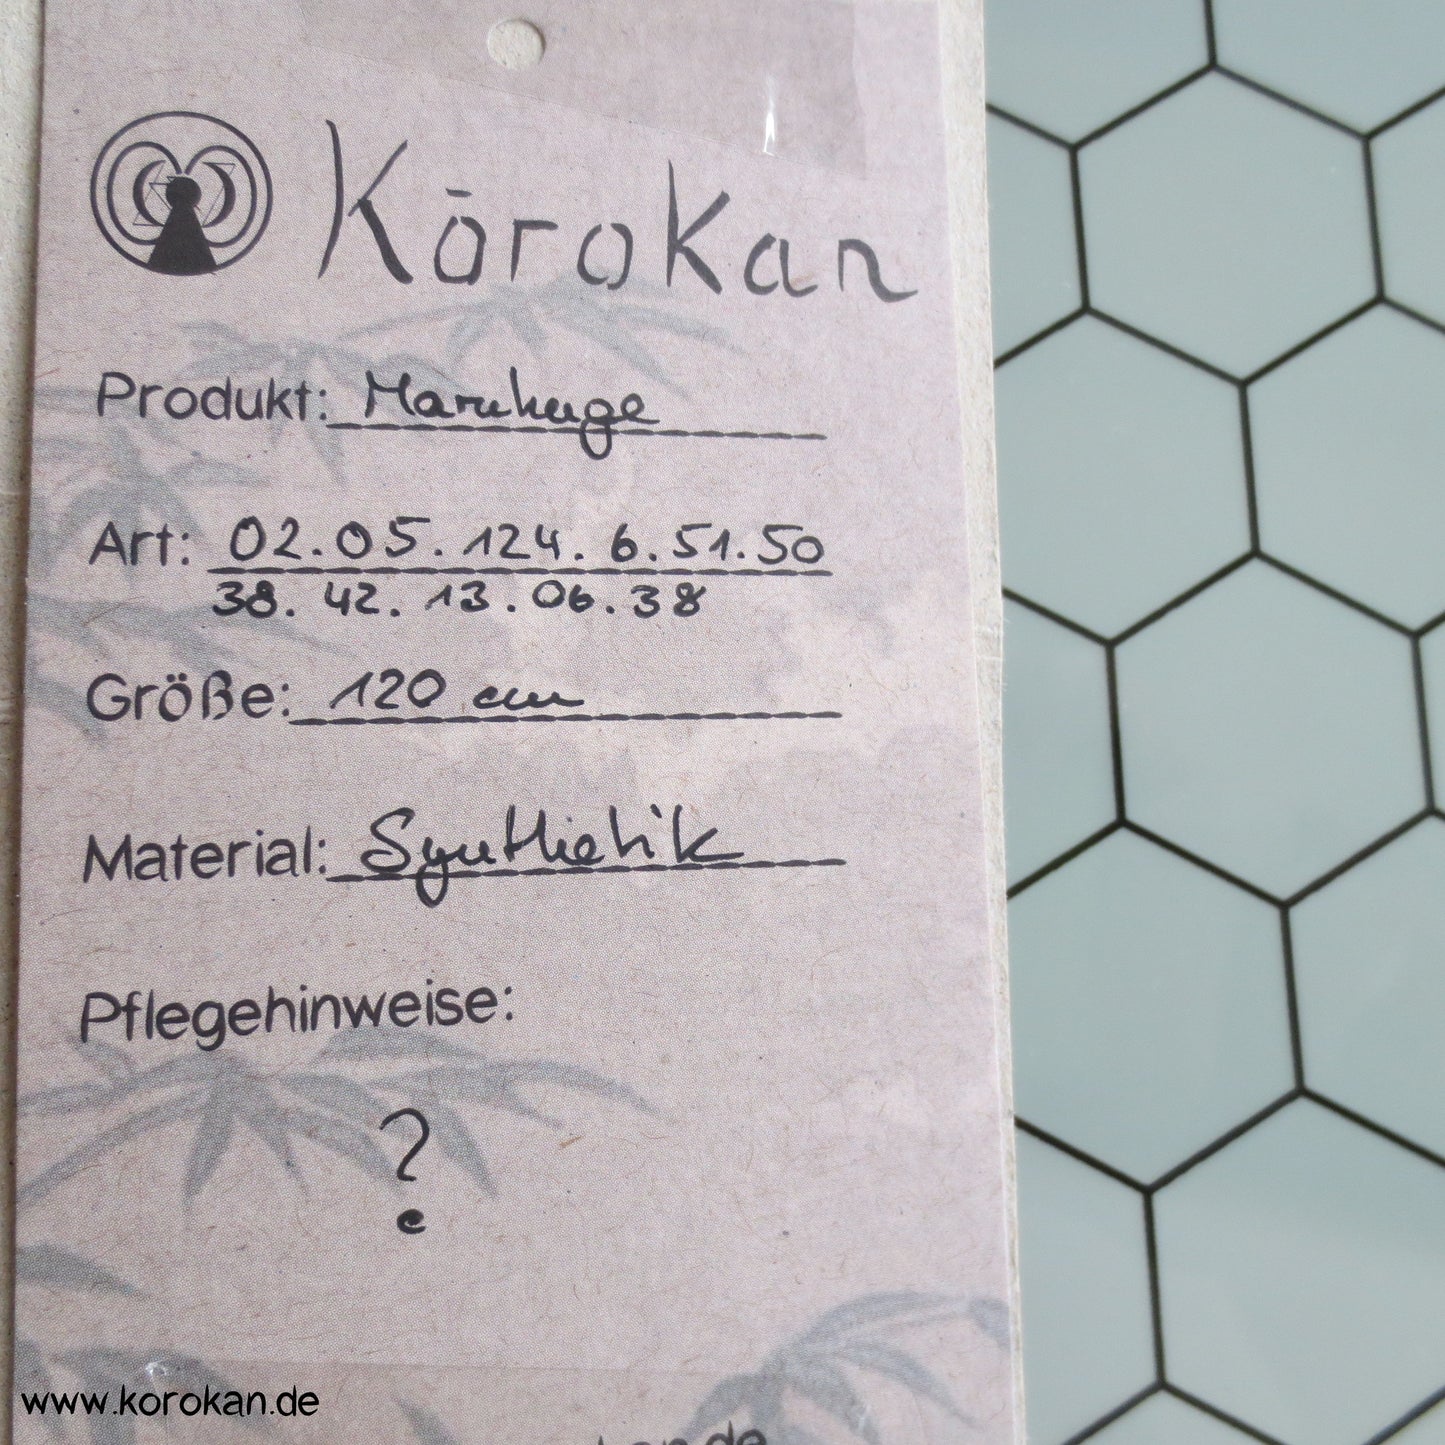 Kōrokan
Produkt:
Art: 02.05.124.6.51.50
38.42.13.06.38
Größe: 120 cm
Material: Synthetik
Pflegehinweise:
?
www.korokan.de